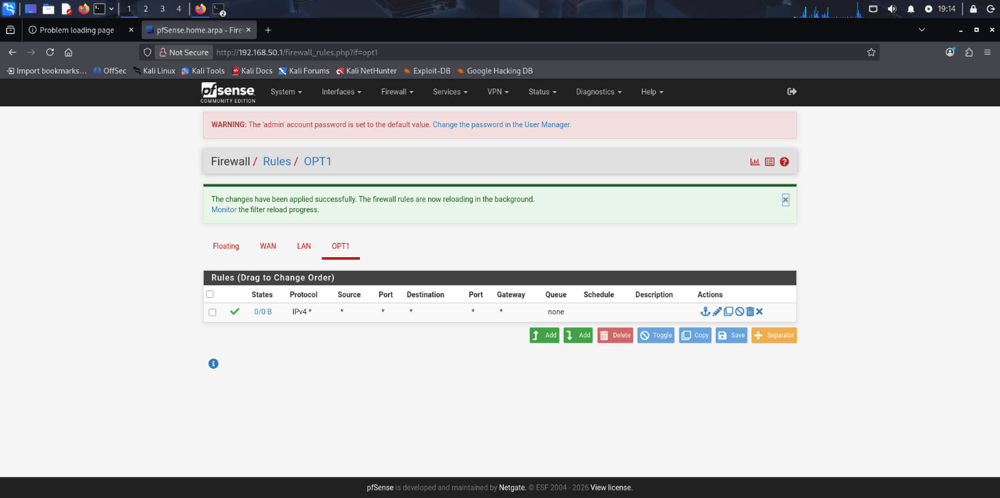 1 2 3 4 2 19:14
Problem loading page pfSense.home.arpa - Fire
Not Secure http://192.168.50.1/firewall_rules.php?if=opt1
Import bookmarks... OffSec Kali Linux Kali Tools Kali Docs Kali Forums Kali NetHunter Exploit-DB Google Hacking DB
pfsense COMMUNITY EDITION System Interfaces Firewall Services VPN Status Diagnostics Help
WARNING: The 'admin' account password is set to the default value. Change the password in the User Manager.
Firewall / Rules / OPT1
The changes have been applied successfully. The firewall rules are now reloading in the background.
Monitor the filter reload progress.
Floating WAN LAN OPT1
Rules (Drag to Change Order)
States Protocol Source Port Destination Port Gateway Queue Schedule Description Actions
0/0 B IPv4 * * * * * * none
Add Add Delete Toggle Copy Save Separator
pfSense is developed and maintained by Netgate. © ESF 2004 - 2026 View license.